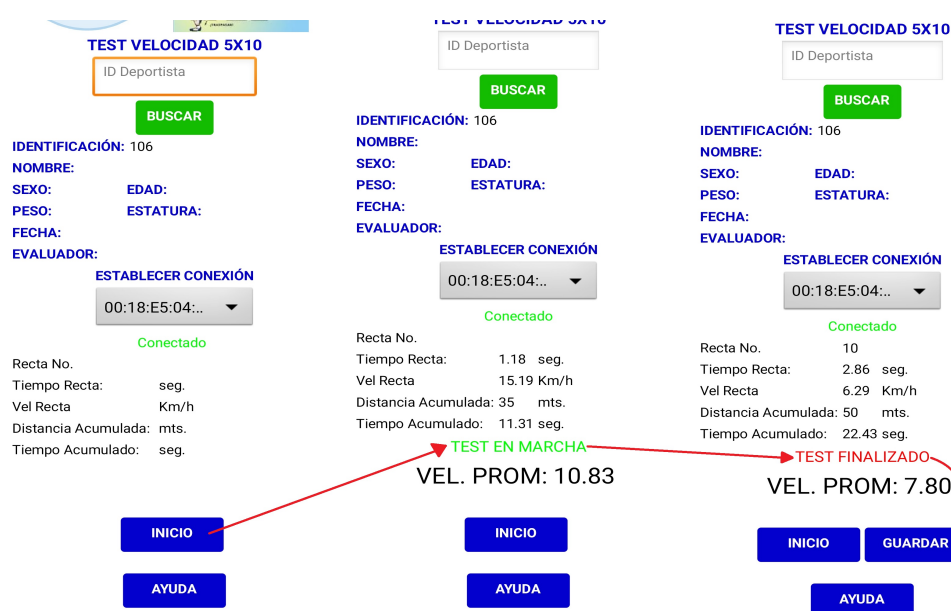 TEST VELOCIDAD 5X10
ID Deportista
BUSCAR
IDENTIFICACIÓN: 106
NOMBRE:
SEXO: EDAD:
PESO: ESTATURA:
FECHA:
EVALUADOR:
ESTABLECER CONEXIÓN
00:18:E5:04:..
Conectado
Recta No.
Tiempo Recta: seg.
Vel Recta Km/h
Distancia Acumulada: mts.
Tiempo Acumulado: seg.
INICIO
AYUDA
TEST VELOCIDAD 5X10
ID Deportista
BUSCAR
IDENTIFICACIÓN: 106
NOMBRE:
SEXO: EDAD:
PESO: ESTATURA:
FECHA:
EVALUADOR:
ESTABLECER CONEXIÓN
00:18:E5:04:..
Conectado
Recta No.
Tiempo Recta: 1.18 seg.
Vel Recta 15.19 Km/h
Distancia Acumulada: 35 mts.
Tiempo Acumulado: 11.31 seg.
TEST EN MARCHA
VEL. PROM: 10.83
INICIO
AYUDA
TEST VELOCIDAD 5X10
ID Deportista
BUSCAR
IDENTIFICACIÓN: 106
NOMBRE:
SEXO: EDAD:
PESO: ESTATURA:
FECHA:
EVALUADOR:
ESTABLECER CONEXIÓN
00:18:E5:04:..
Conectado
Recta No. 10
Tiempo Recta: 2.86 seg.
Vel Recta 6.29 Km/h
Distancia Acumulada: 50 mts.
Tiempo Acumulado: 22.43 seg.
TEST FINALIZADO
VEL. PROM: 7.80
INICIO GUARDAR
AYUDA